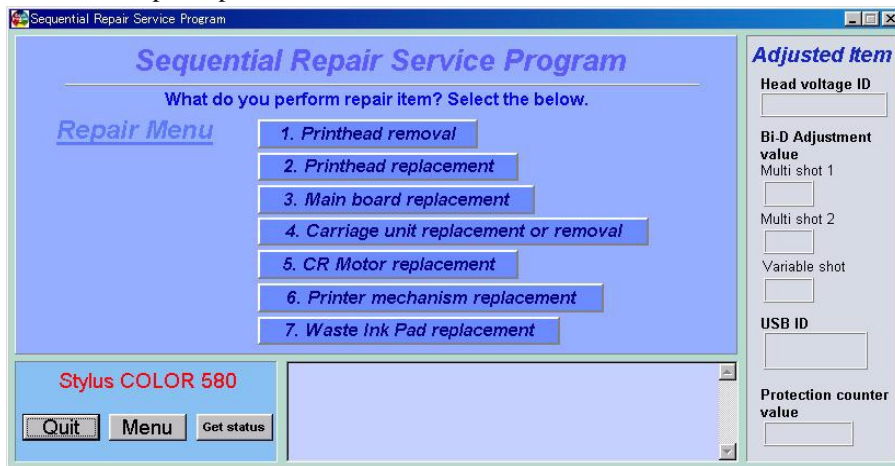 Sequential Repair Service Program
Sequential Repair Service Program
What do you perform repair item? Select the below.
Repair Menu
1. Printhead removal
2. Printhead replacement
3. Main board replacement
4. Carriage unit replacement or removal
5. CR Motor replacement
6. Printer mechanism replacement
7. Waste Ink Pad replacement
Stylus COLOR 580
Quit
Menu
Get status
Adjusted Item
Head voltage ID
Bi-D Adjustment
value
Multi shot 1
Multi shot 2
Variable shot
USB ID
Protection counter
value